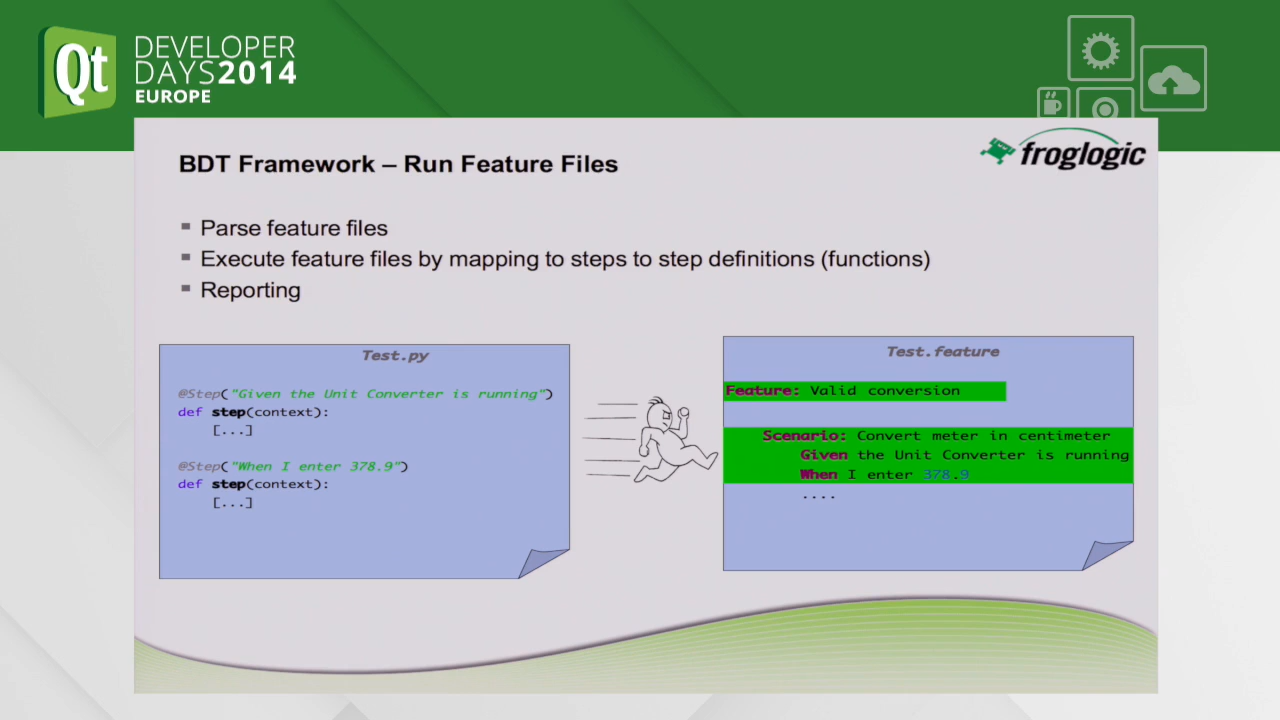 Qt
DEVELOPER
DAYS2014
EUROPE
froglogic
BDT Framework – Run Feature Files
Parse feature files
Execute feature files by mapping to steps to step definitions (functions)
Reporting
Test.py
@Step("Given the Unit Converter is running")
def step(context):
[...]
@Step("When I enter 378.9")
def step(context):
[...]
Test.feature
Feature: Valid conversion
Scenario: Convert meter in centimeter
Given the Unit Converter is running
When I enter 378.9
....